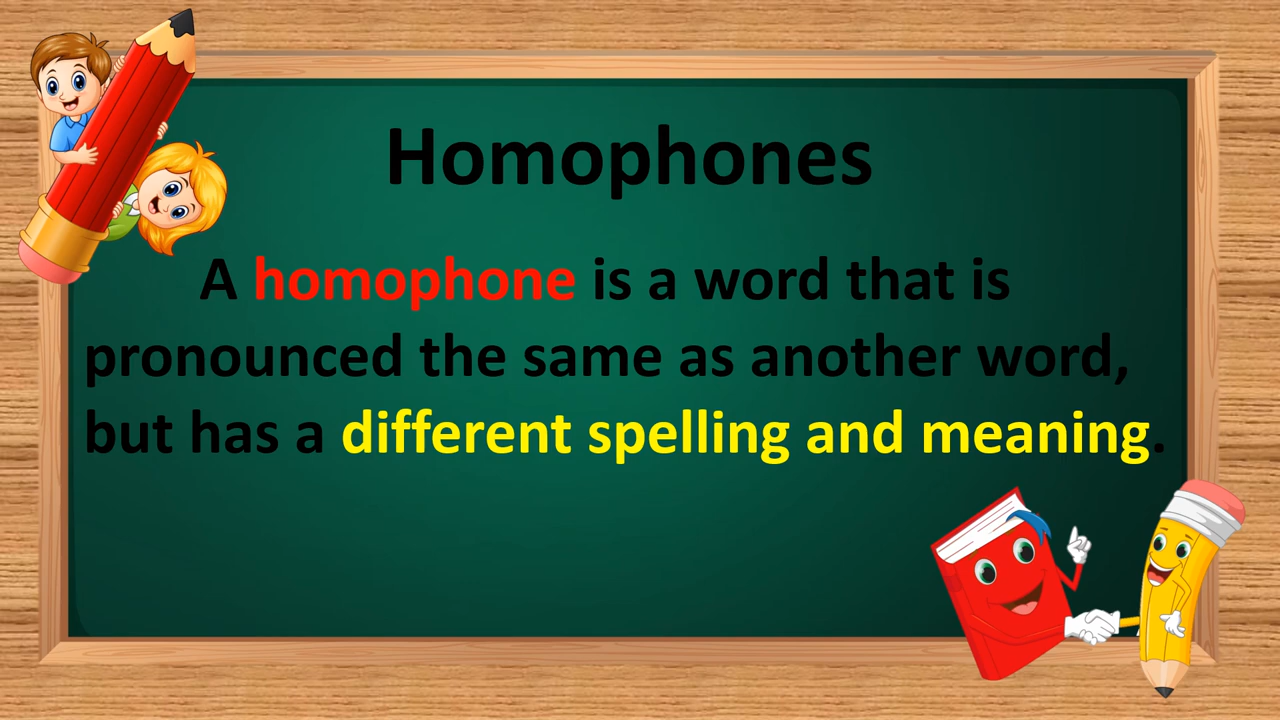 Homophones
A homophone is a word that is
pronounced the same as another word,
but has a different spelling and meaning.